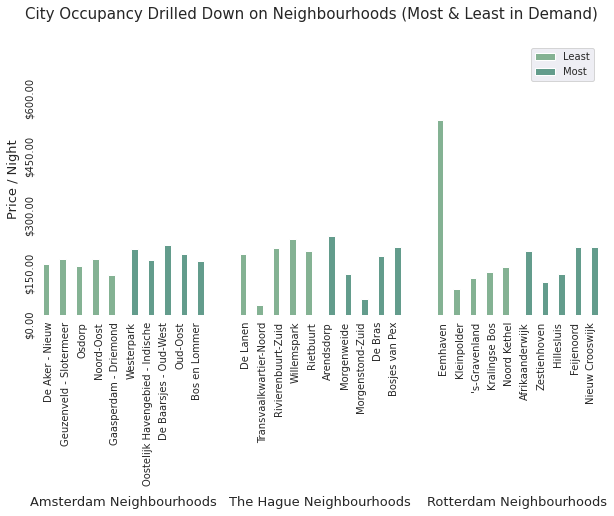 City Occupancy Drilled Down on Neighbourhoods (Most & Least in Demand)
Least
Most
Price / Night
$600.00
$450.00
$300.00
$150.00
$0.00
De Aker - Nieuw
Geuzenveld - Slotermeer
Osdorp
Noord-Oost
Gaasperdam - Driemond
Westerpark
Oostelijk Havengebied - Indische
De Baarsjes - Oud-West
Oud-Oost
Bos en Lommer
De Lanen
Transvaalkwartier-Noord
Rivierenbuurt-Zuid
Willemspark
Rietbuurt
Arendsdorp
Morgenweide
Morgenstond-Zuid
De Bras
Bosjes van Pex
Eemhaven
Kleinpolder
's-Gravenland
Kralingse Bos
Noord Kethel
Afrikaanderwijk
Zestienhoven
Hillesluis
Feijenoord
Nieuw Crooswijk
Amsterdam Neighbourhoods
The Hague Neighbourhoods
Rotterdam Neighbourhoods